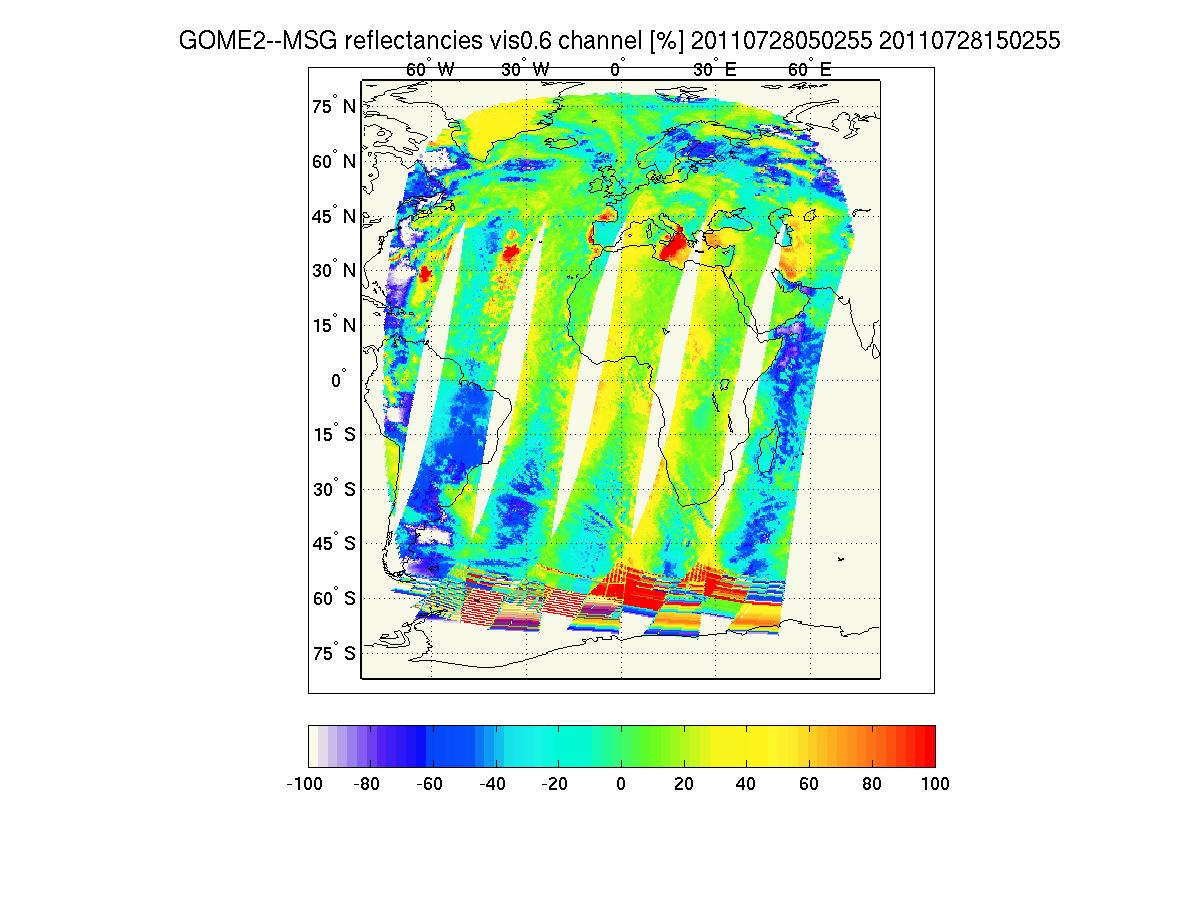 GOME2--MSG reflectancies vis0.6 channel [%] 20110728050255 20110728150255
60° W 30° W 0° 30° E 60° E
75° N
60° N
45° N
30° N
15° N
0°
15° S
30° S
45° S
60° S
75° S
-100 -80 -60 -40 -20 0 20 40 60 80 100